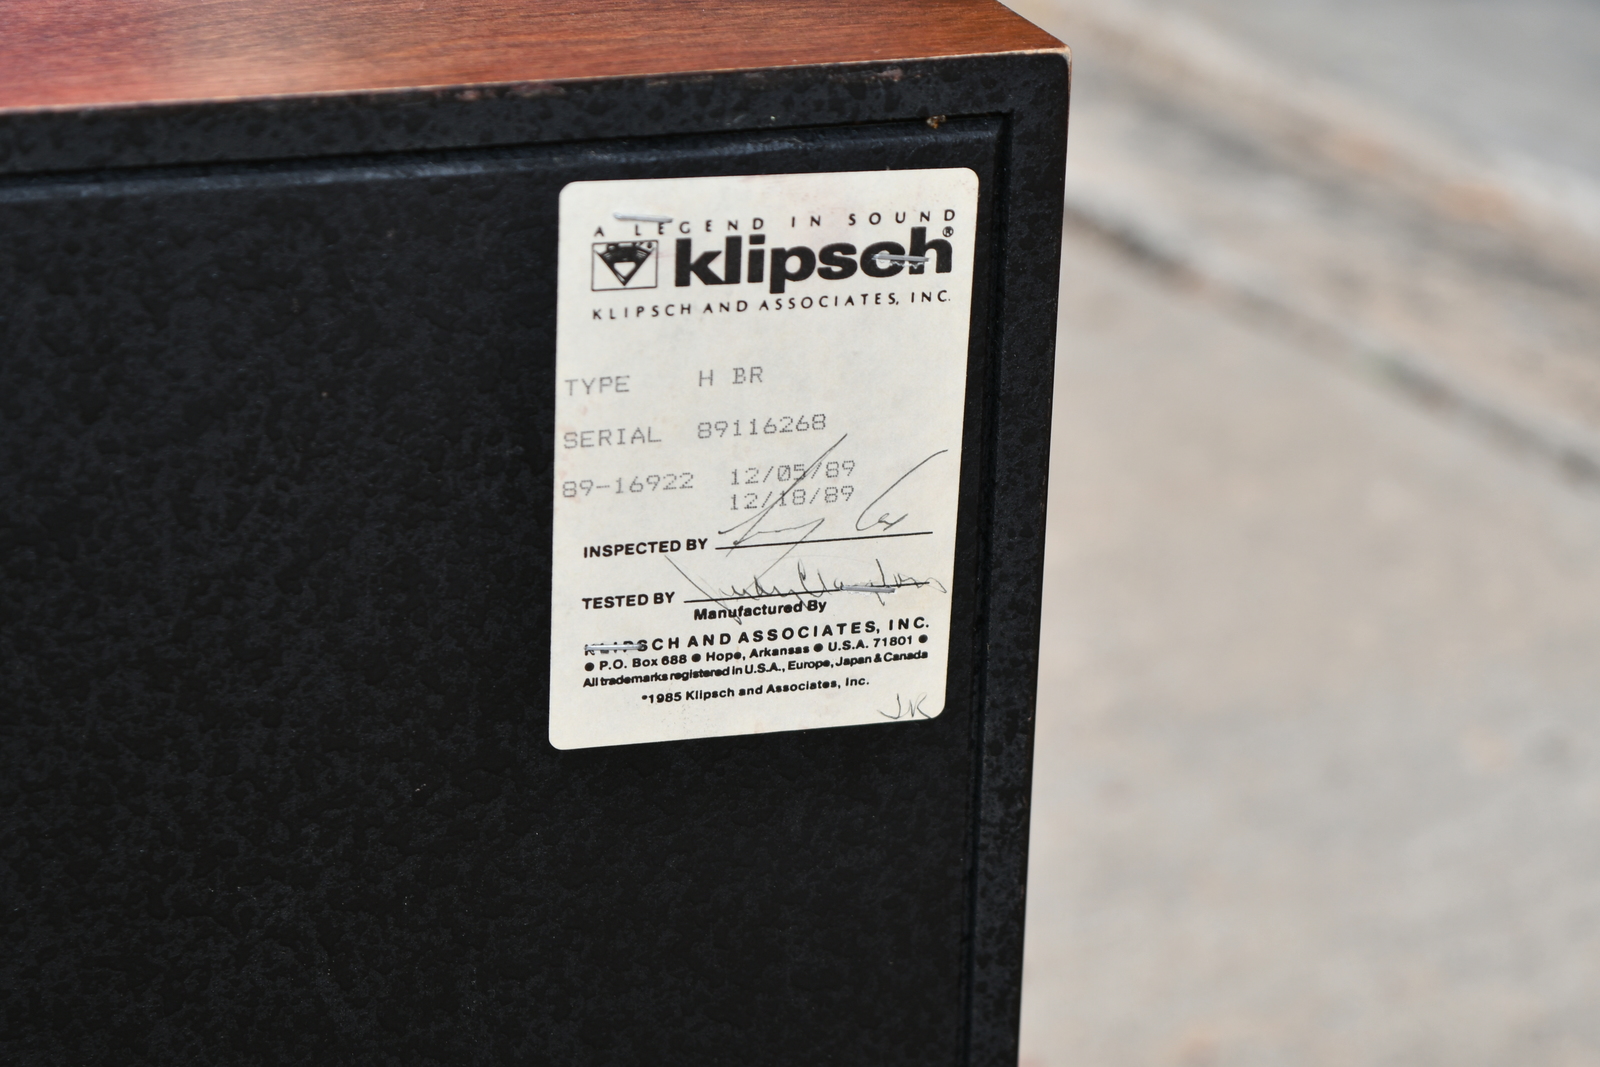 A LEGEND IN SOUND
klipsch®
KLIPSCH AND ASSOCIATES, INC.
TYPE H BR
SERIAL 89116268
89-16922 12/05/89
12/18/89
INSPECTED BY
TESTED BY Judy Clayton
Manufactured By
KLIPSCH AND ASSOCIATES, INC.
● P.O. Box 688 ● Hope, Arkansas ● U.S.A. 71801 ●
All trademarks registered in U.S.A., Europe, Japan & Canada
©1985 Klipsch and Associates, Inc.
JK